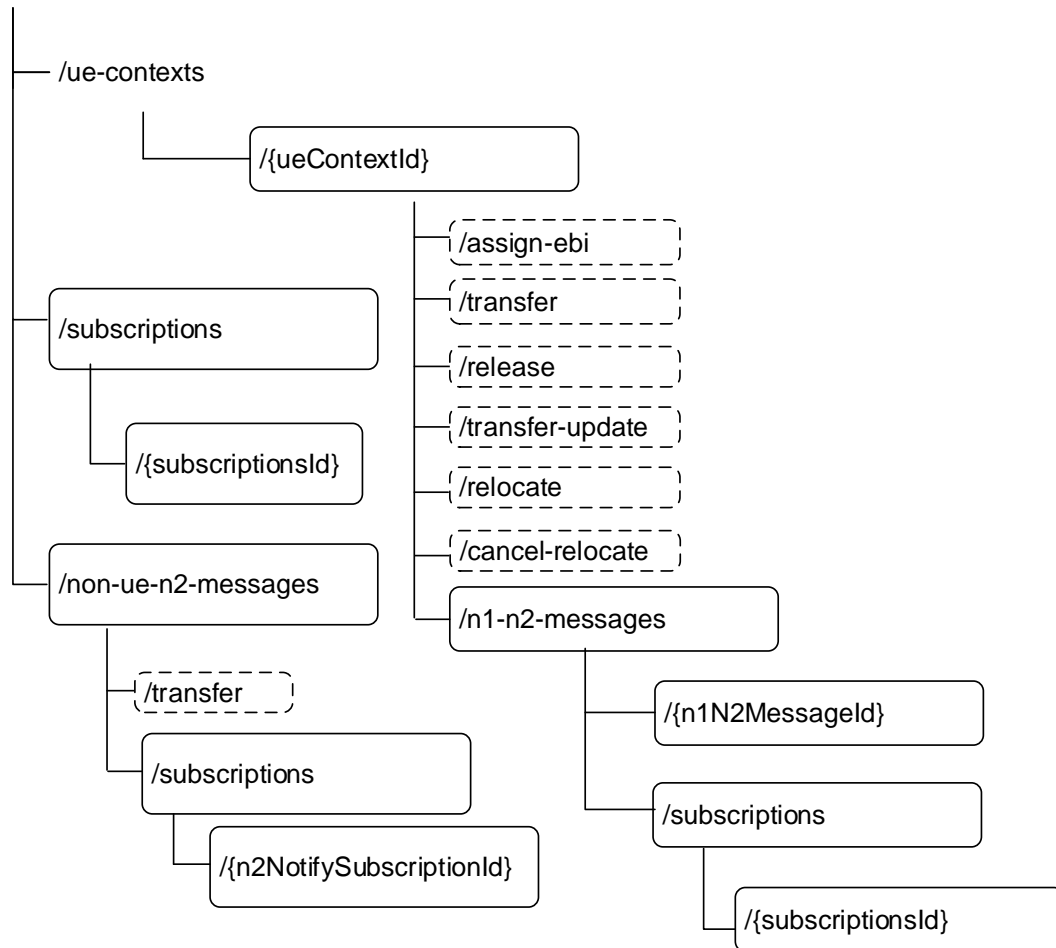 /ue-contexts
/{ueContextId}
/assign-ebi
/transfer
/release
/transfer-update
/relocate
/cancel-relocate
/n1-n2-messages
/{n1N2MessageId}
/subscriptions
/{subscriptionsId}
/subscriptions
/{subscriptionsId}
/non-ue-n2-messages
/transfer
/subscriptions
/{n2NotifySubscriptionId}